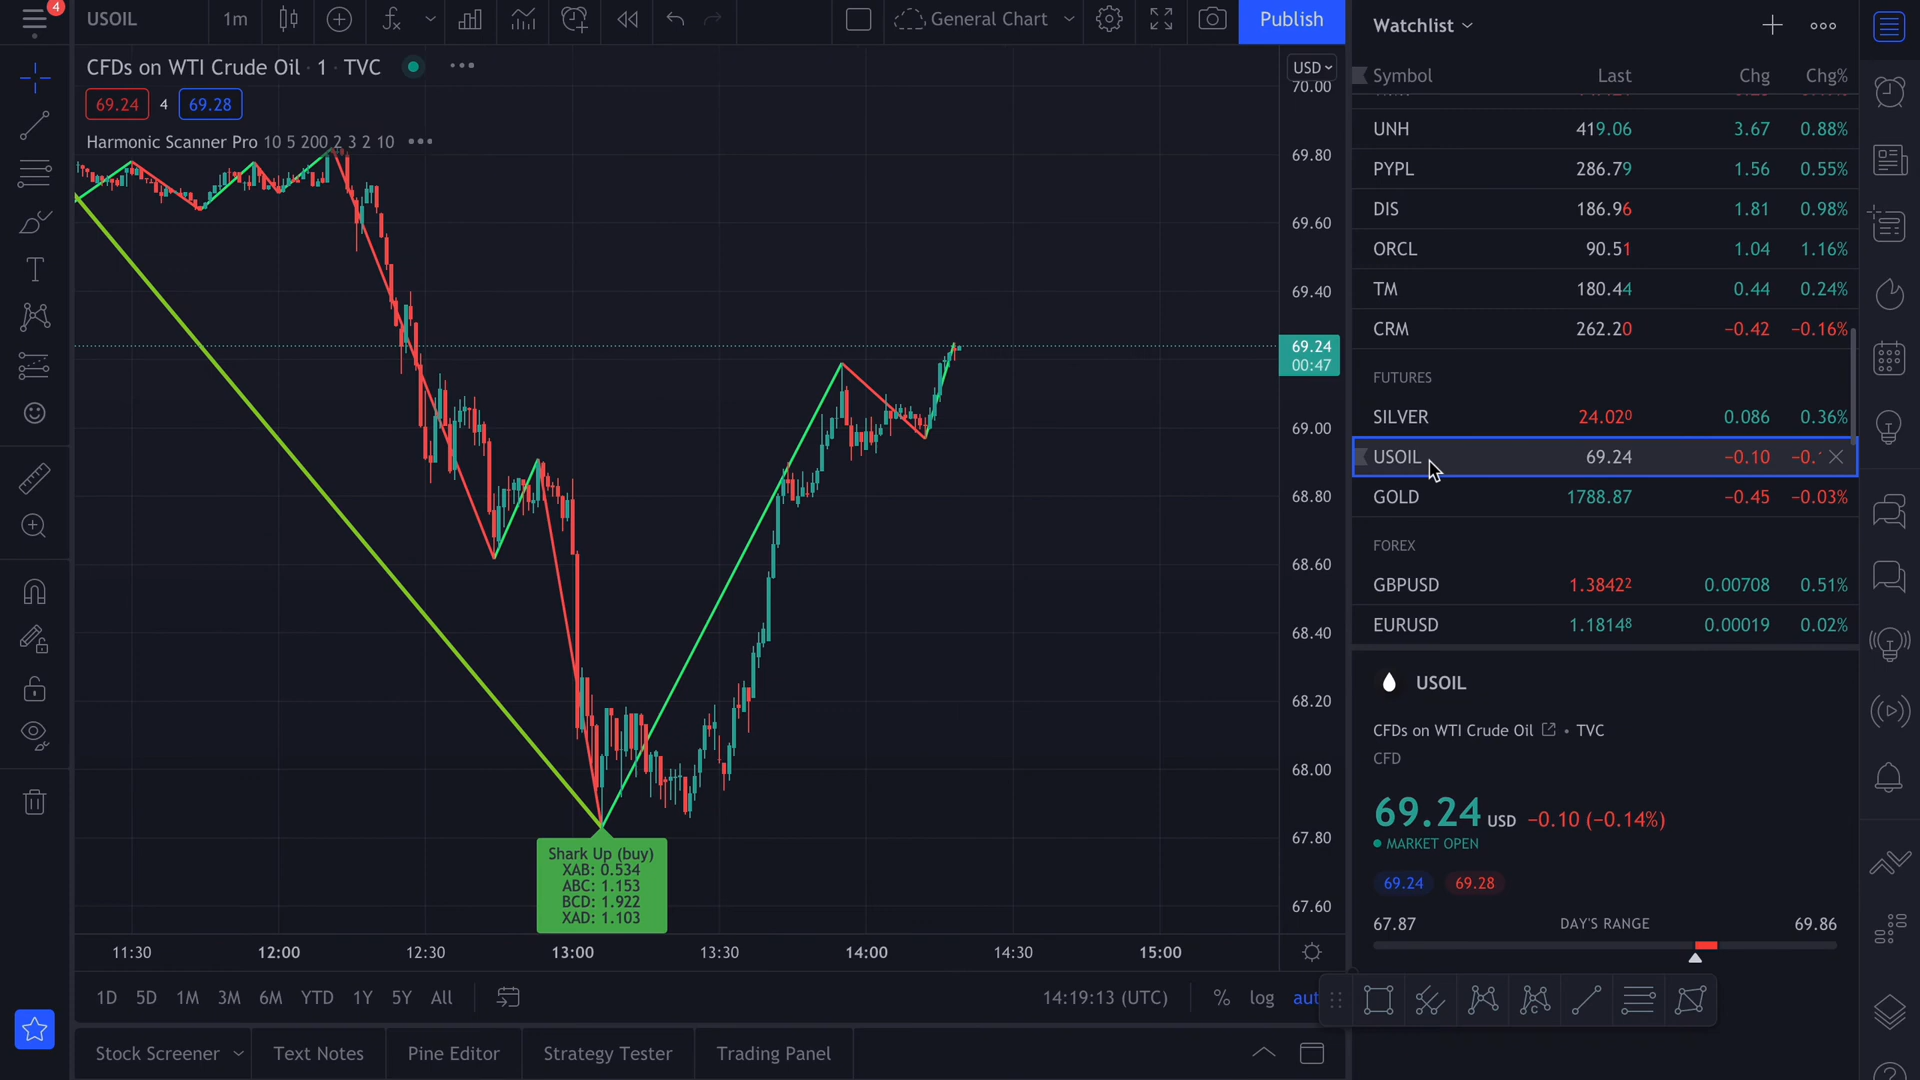 4
USOIL
1m
General Chart
Publish
CFDs on WTI Crude Oil · 1 · TVC
69.24 4 69.28
Harmonic Scanner Pro 10 5 200 2 3 2 10
USD
70.00
69.80
69.60
69.40
69.24
00:47
69.00
68.80
68.60
68.40
68.20
68.00
67.80
67.60
Shark Up (buy)
XAB: 0.534
ABC: 1.153
BCD: 1.922
XAD: 1.103
11:30 12:00 12:30 13:00 13:30 14:00 14:30 15:00
1D 5D 1M 3M 6M YTD 1Y 5Y All
14:19:13 (UTC) % log auto
Stock Screener Text Notes Pine Editor Strategy Tester Trading Panel
Watchlist
Symbol Last Chg Chg%
UNH 419.06 3.67 0.88%
PYPL 286.79 1.56 0.55%
DIS 186.96 1.81 0.98%
ORCL 90.51 1.04 1.16%
TM 180.44 0.44 0.24%
CRM 262.20 −0.42 −0.16%
FUTURES
SILVER 24.020 0.086 0.36%
USOIL 69.24 −0.10 −0.
GOLD 1788.87 −0.45 −0.03%
FOREX
GBPUSD 1.38422 0.00708 0.51%
EURUSD 1.18148 0.00019 0.02%
USOIL
CFDs on WTI Crude Oil • TVC
CFD
69.24 USD −0.10 (−0.14%)
MARKET OPEN
69.24 69.28
67.87 DAY'S RANGE 69.86